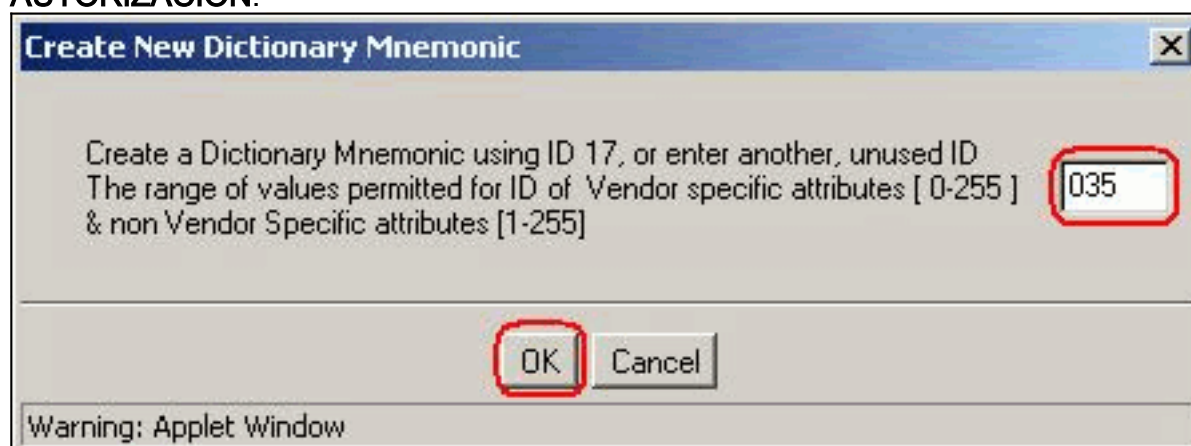 AUTORIZACIÓN.
Create New Dictionary Mnemonic
Create a Dictionary Mnemonic using ID 17, or enter another, unused ID
The range of values permitted for ID of Vendor specific attributes [ 0-255 ]
& non Vendor Specific attributes [1-255]
035
OK Cancel
Warning: Applet Window